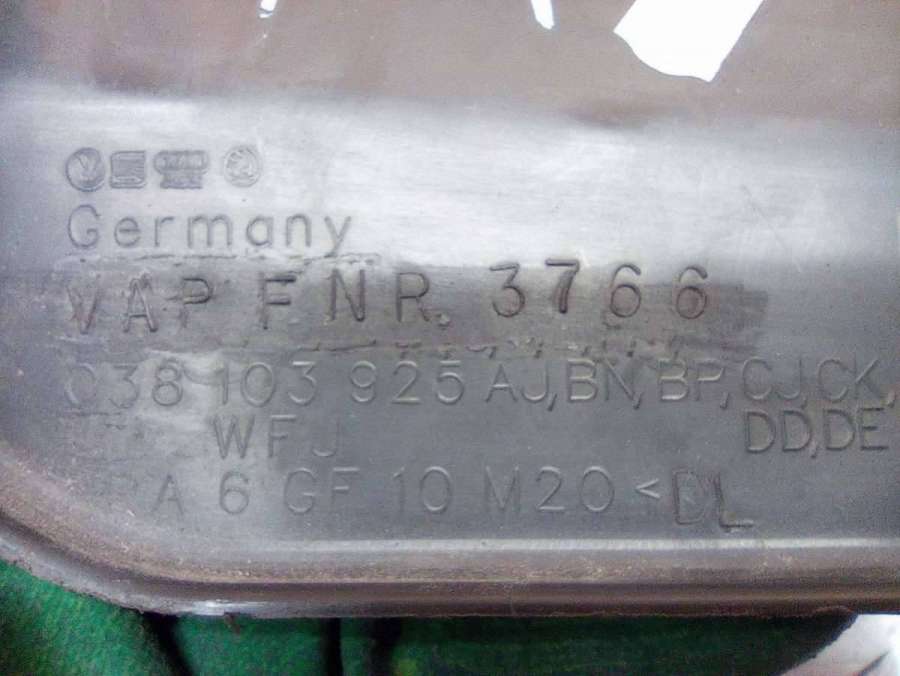 Germany
VAP FNR. 3766
038 103 925 AJ,BN,BP,CJ,CK,
WFJ DD,DE
A 6 GF 10 M20 < DL